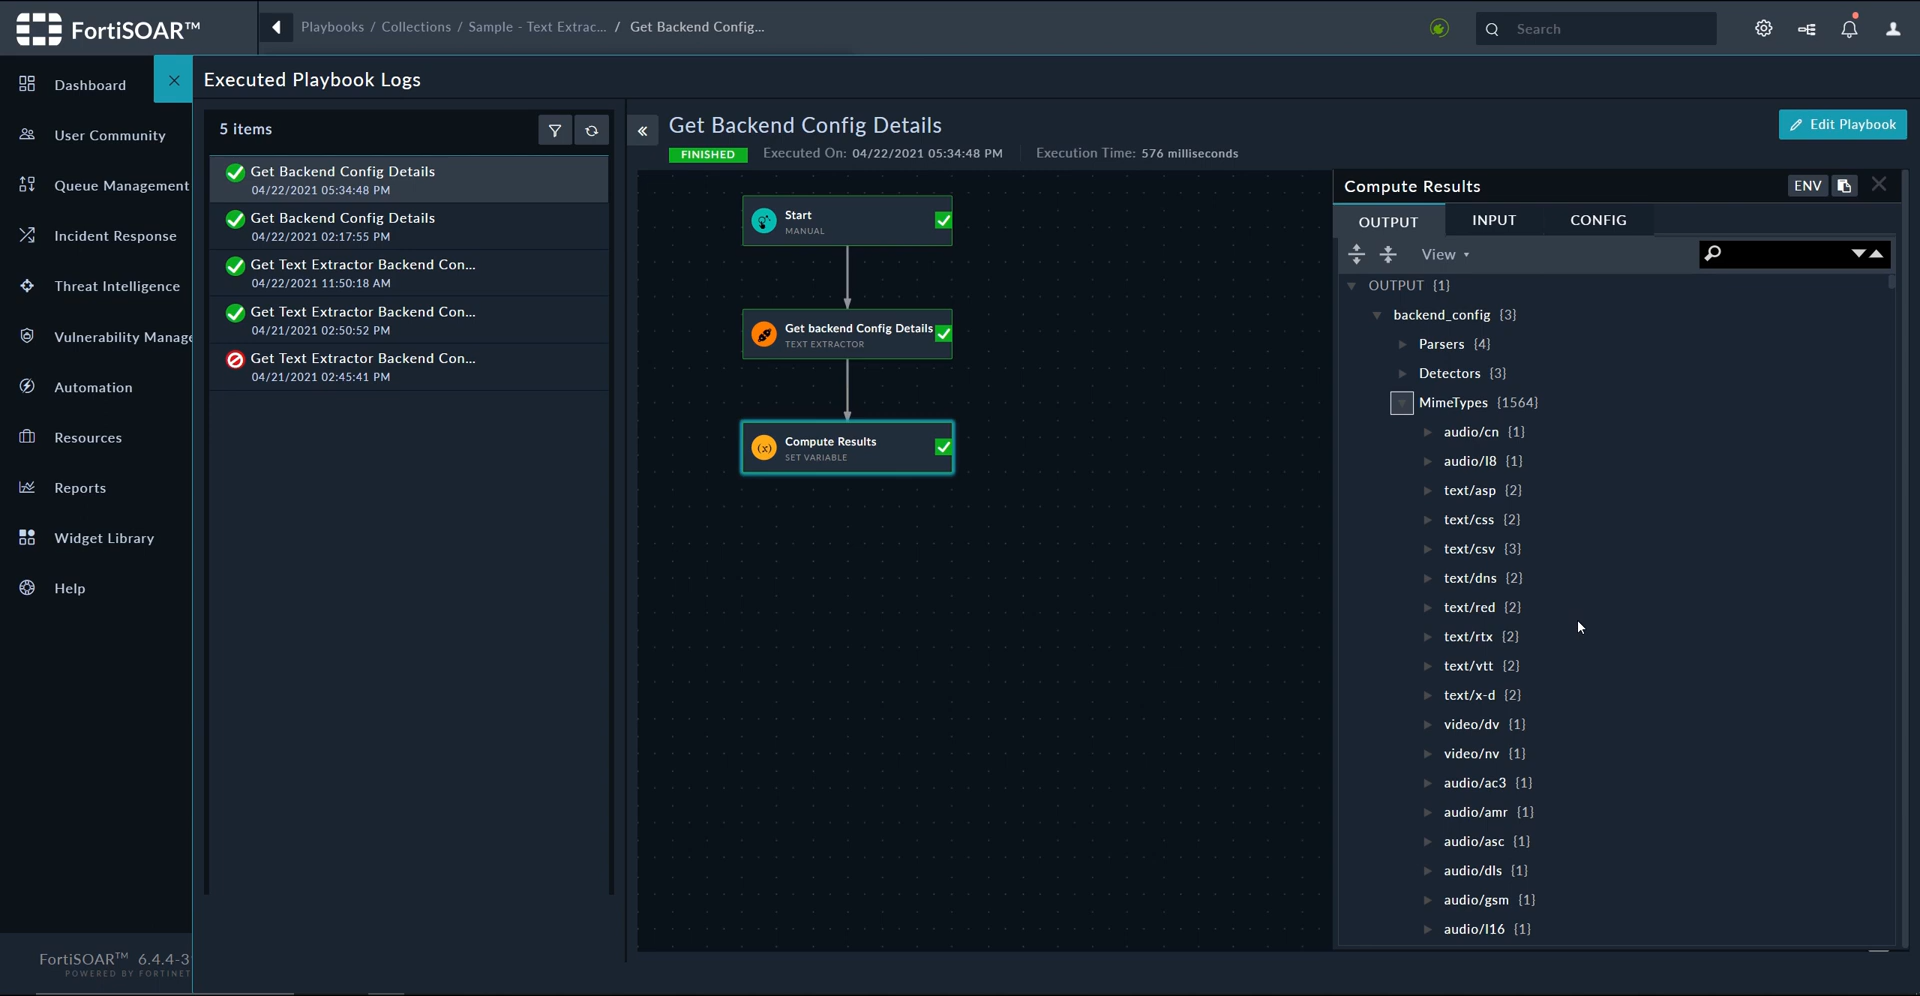 FortiSOAR™
Playbooks / Collections / Sample - Text Extrac... / Get Backend Config...
Search
Dashboard
User Community
Queue Management
Incident Response
Threat Intelligence
Vulnerability Manage
Automation
Resources
Reports
Widget Library
Help
FortiSOAR™ 6.4.4-3
POWERED BY FORTINET
Executed Playbook Logs
5 items
Get Backend Config Details
04/22/2021 05:34:48 PM
Get Backend Config Details
04/22/2021 02:17:55 PM
Get Text Extractor Backend Con...
04/22/2021 11:50:18 AM
Get Text Extractor Backend Con...
04/21/2021 02:50:52 PM
Get Text Extractor Backend Con...
04/21/2021 02:45:41 PM
Get Backend Config Details
Edit Playbook
FINISHED Executed On: 04/22/2021 05:34:48 PM Execution Time: 576 milliseconds
Start
MANUAL
Get backend Config Details
TEXT EXTRACTOR
(x)
Compute Results
SET VARIABLE
Compute Results
ENV
OUTPUT INPUT CONFIG
View
OUTPUT {1}
backend_config {3}
Parsers {4}
Detectors {3}
MimeTypes {1564}
audio/cn {1}
audio/l8 {1}
text/asp {2}
text/css {2}
text/csv {3}
text/dns {2}
text/red {2}
text/rtx {2}
text/vtt {2}
text/x-d {2}
video/dv {1}
video/nv {1}
audio/ac3 {1}
audio/amr {1}
audio/asc {1}
audio/dls {1}
audio/gsm {1}
audio/l16 {1}